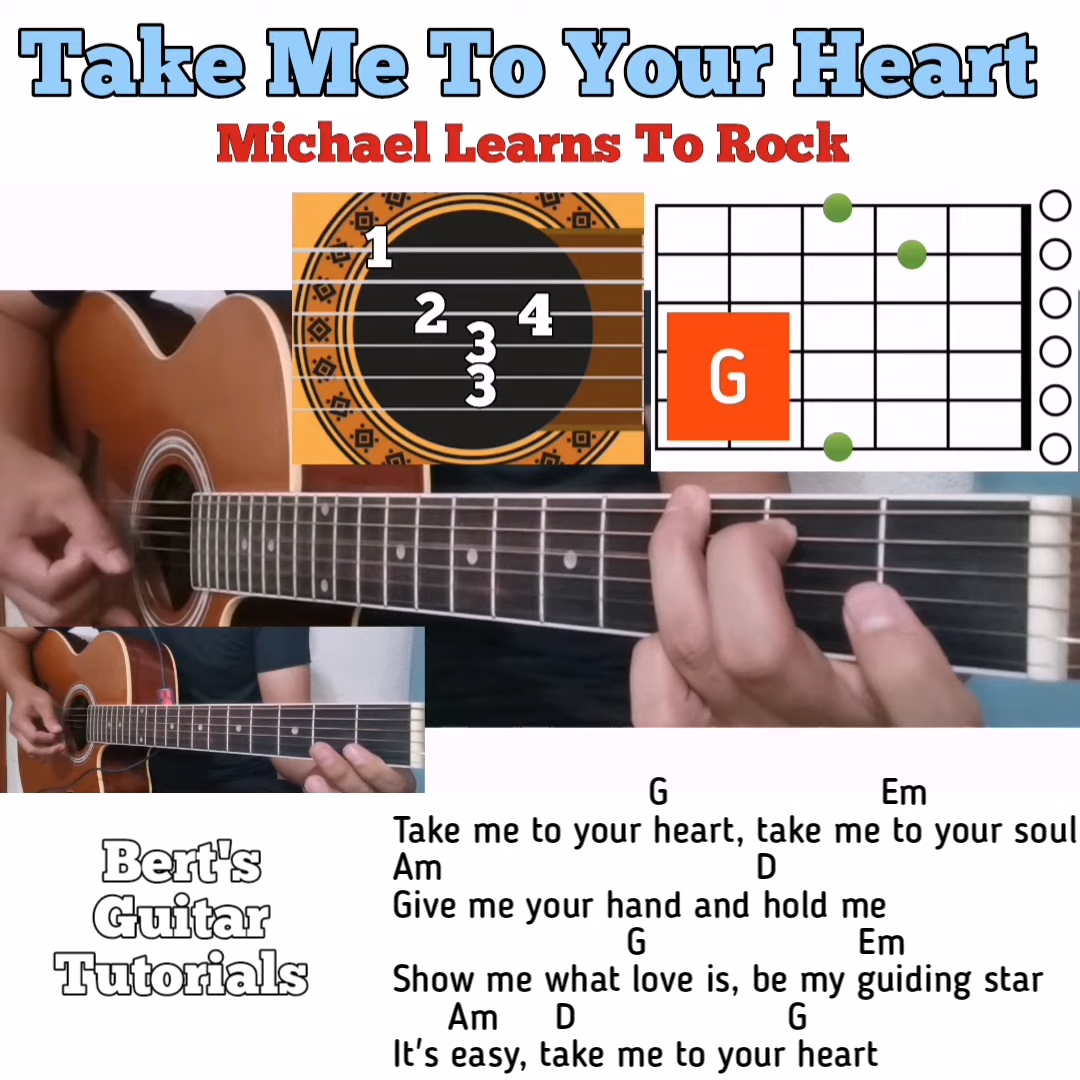 Take Me To Your Heart
Michael Learns To Rock
1
2
4
3
3
G
Bert's
Guitar
Tutorials
G Em
Take me to your heart, take me to your soul
Am D
Give me your hand and hold me
G Em
Show me what love is, be my guiding star
Am D G
It's easy, take me to your heart